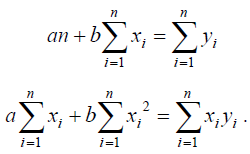 an + b∑_{i=1}^{n} x_i = ∑_{i=1}^{n} y_i
a∑_{i=1}^{n} x_i + b∑_{i=1}^{n} x_i^2 = ∑_{i=1}^{n} x_i y_i .